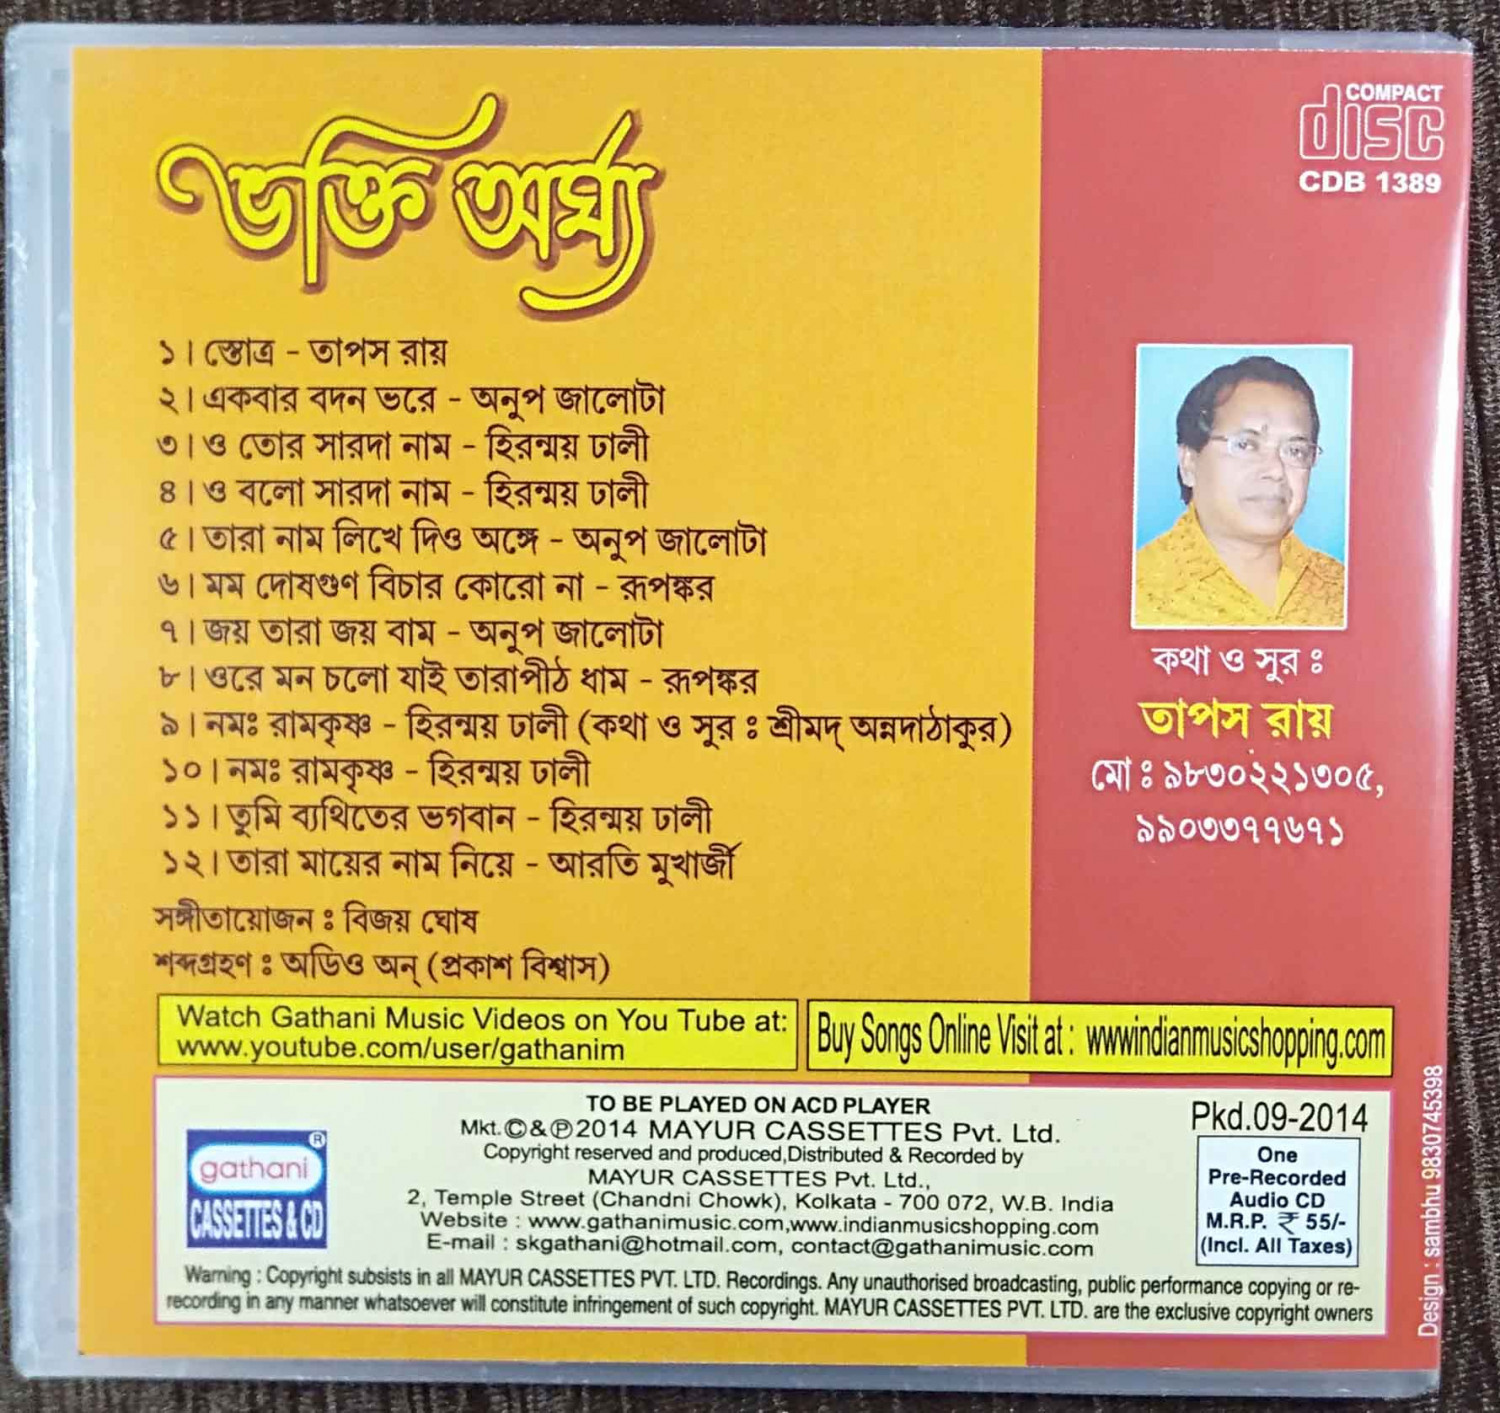 COMPACT
disc
CDB 1389
ভক্তি অর্ঘ্য
১। স্তোত্র - তাপস রায়
২। একবার বদন ভরে - অনুপ জালোটা
৩। ও তোর সারদা নাম - হিরন্ময় ঢালী
৪। ও বলো সারদা নাম - হিরন্ময় ঢালী
৫। তারা নাম লিখে দিও অঙ্গে - অনুপ জালোটা
৬। মম দোষগুণ বিচার কোরো না - রূপঙ্কর
৭। জয় তারা জয় বাম - অনুপ জালোটা
৮। ওরে মন চলো যাই তারাপীঠ ধাম - রূপঙ্কর
৯। নমঃ রামকৃষ্ণ - হিরন্ময় ঢালী (কথা ও সুর : শ্রীমদ্ অন্নদাঠাকুর)
১০। নমঃ রামকৃষ্ণ - হিরন্ময় ঢালী
১১। তুমি ব্যথিতের ভগবান - হিরন্ময় ঢালী
১২। তারা মায়ের নাম নিয়ে - আরতি মুখার্জী
সঙ্গীতায়োজন : বিজয় ঘোষ
শব্দগ্রহণ : অডিও অন্ (প্রকাশ বিশ্বাস)
কথা ও সুর :
তাপস রায়
মো : ৯৮৩০২২১৩০৫,
৯৯০৩৩৭৭৬৭১
Watch Gathani Music Videos on You Tube at:
www.youtube.com/user/gathanim
Buy Songs Online Visit at : wwwindianmusicshopping.com
TO BE PLAYED ON ACD PLAYER
Mkt.©&℗2014 MAYUR CASSETTES Pvt. Ltd.
Copyright reserved and produced,Distributed & Recorded by
MAYUR CASSETTES Pvt. Ltd.,
2, Temple Street (Chandni Chowk), Kolkata - 700 072, W.B. India
Website : www.gathanimusic.com,www.indianmusicshopping.com
E-mail : skgathani@hotmail.com, contact@gathanimusic.com
gathani ®
CASSETTES & CD
Pkd.09-2014
One
Pre-Recorded
Audio CD
M.R.P. ₹ 55/-
(Incl. All Taxes)
Warning : Copyright subsists in all MAYUR CASSETTES PVT. LTD. Recordings. Any unauthorised broadcasting, public performance copying or re-
recording in any manner whatsoever will constitute infringement of such copyright. MAYUR CASSETTES PVT. LTD. are the exclusive copyright owners
Design : sambhu 9830745398